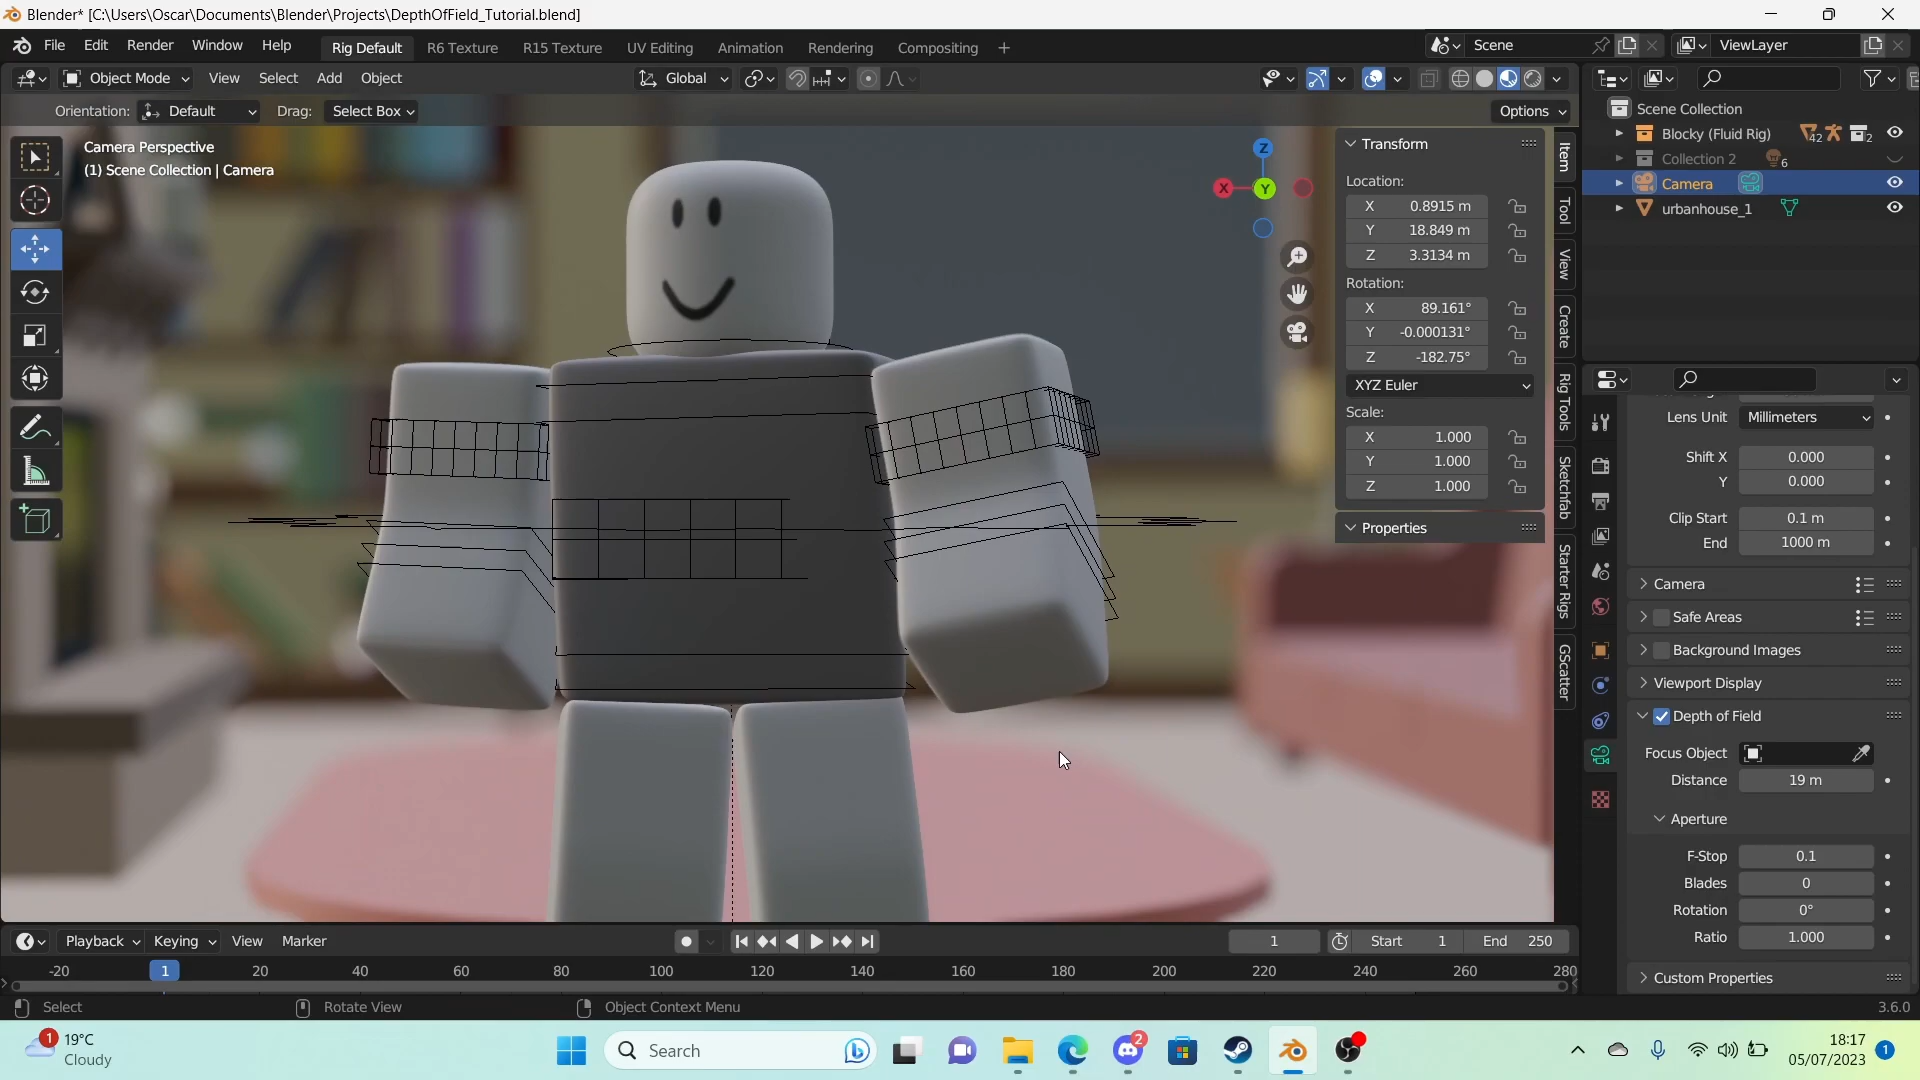 Blender* [C:\Users\Oscar\Documents\Blender\Projects\DepthOfField_Tutorial.blend]
File Edit Render Window Help Rig Default R6 Texture R15 Texture UV Editing Animation Rendering Compositing + Scene ViewLayer
Object Mode View Select Add Object Global
Orientation: Default Drag: Select Box Options
Camera Perspective
(1) Scene Collection | Camera
Z
X
Y
Transform
Location:
X 0.8915 m
Y 18.849 m
Z 3.3134 m
Rotation:
X 89.161°
Y -0.000131°
Z -182.75°
XYZ Euler
Scale:
X 1.000
Y 1.000
Z 1.000
Properties
Item
Tool
View
Create
Rig Tools
Sketchfab
Starter Rigs
GScatter
Scene Collection
Blocky (Fluid Rig) 42 2
Collection 2 6
Camera
urbanhouse_1
Lens Unit Millimeters
Shift X 0.000
Y 0.000
Clip Start 0.1 m
End 1000 m
Camera
Safe Areas
Background Images
Viewport Display
Depth of Field
Focus Object
Distance 19 m
Aperture
F-Stop 0.1
Blades 0
Rotation 0°
Ratio 1.000
Custom Properties
Playback Keying View Marker 1 Start 1 End 250
-20 1 20 40 60 80 100 120 140 160 180 200 220 240 260 280
Select Rotate View Object Context Menu 3.6.0
1 19°C
Cloudy
Search
2
18:17
05/07/2023
1